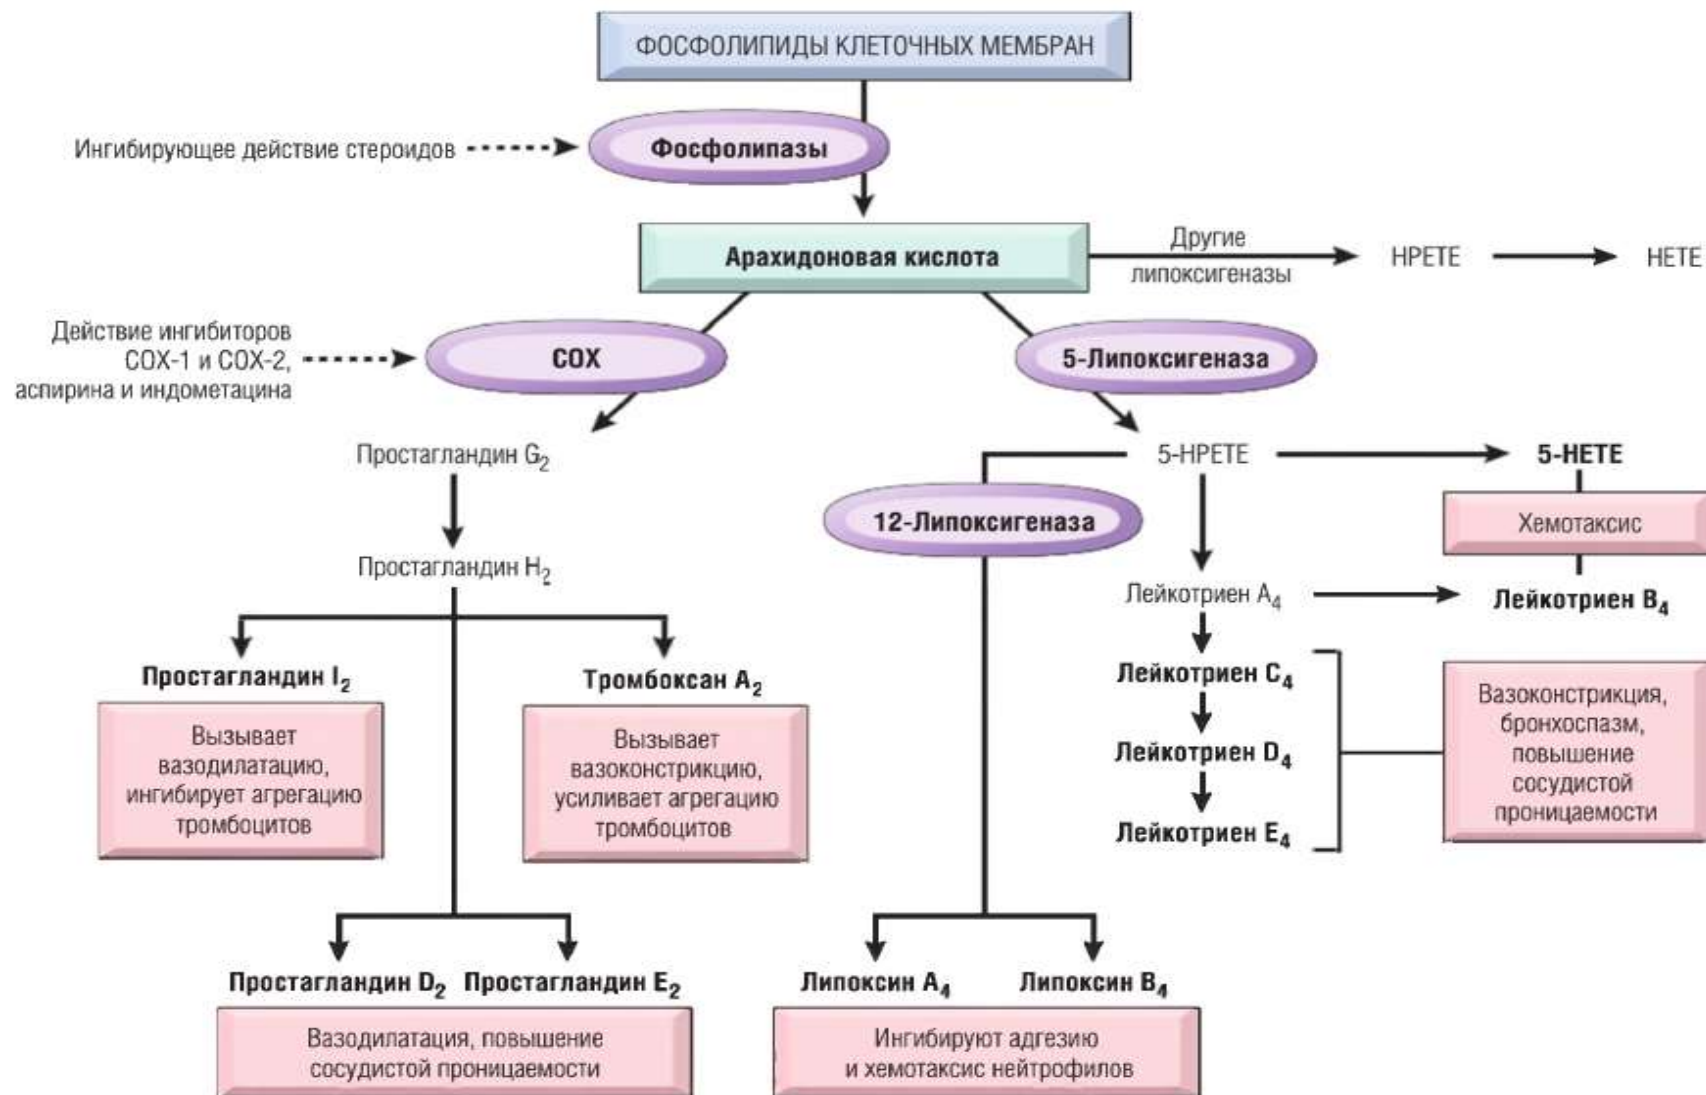 ФОСФОЛИПИДЫ КЛЕТОЧНЫХ МЕМБРАН
Ингибирующее действие стероидов
Фосфолипазы
Арахидоновая кислота
Другие
липоксигеназы
HPETE
HETE
Действие ингибиторов
COX-1 и COX-2,
аспирина и индометацина
COX
5-Липоксигеназа
Простагландин G₂
5-HPETE
5-HETE
12-Липоксигеназа
Хемотаксис
Простагландин H₂
Лейкотриен A₄
Лейкотриен B₄
Простагландин I₂
Вызывает
вазодилатацию,
ингибирует агрегацию
тромбоцитов
Тромбоксан A₂
Вызывает
вазоконстрикцию,
усиливает агрегацию
тромбоцитов
Лейкотриен C₄
Лейкотриен D₄
Лейкотриен E₄
Вазоконстрикция,
бронхоспазм,
повышение
сосудистой
проницаемости
Простагландин D₂ Простагландин E₂
Вазодилатация, повышение
сосудистой проницаемости
Липоксин A₄ Липоксин B₄
Ингибируют адгезию
и хемотаксис нейтрофилов